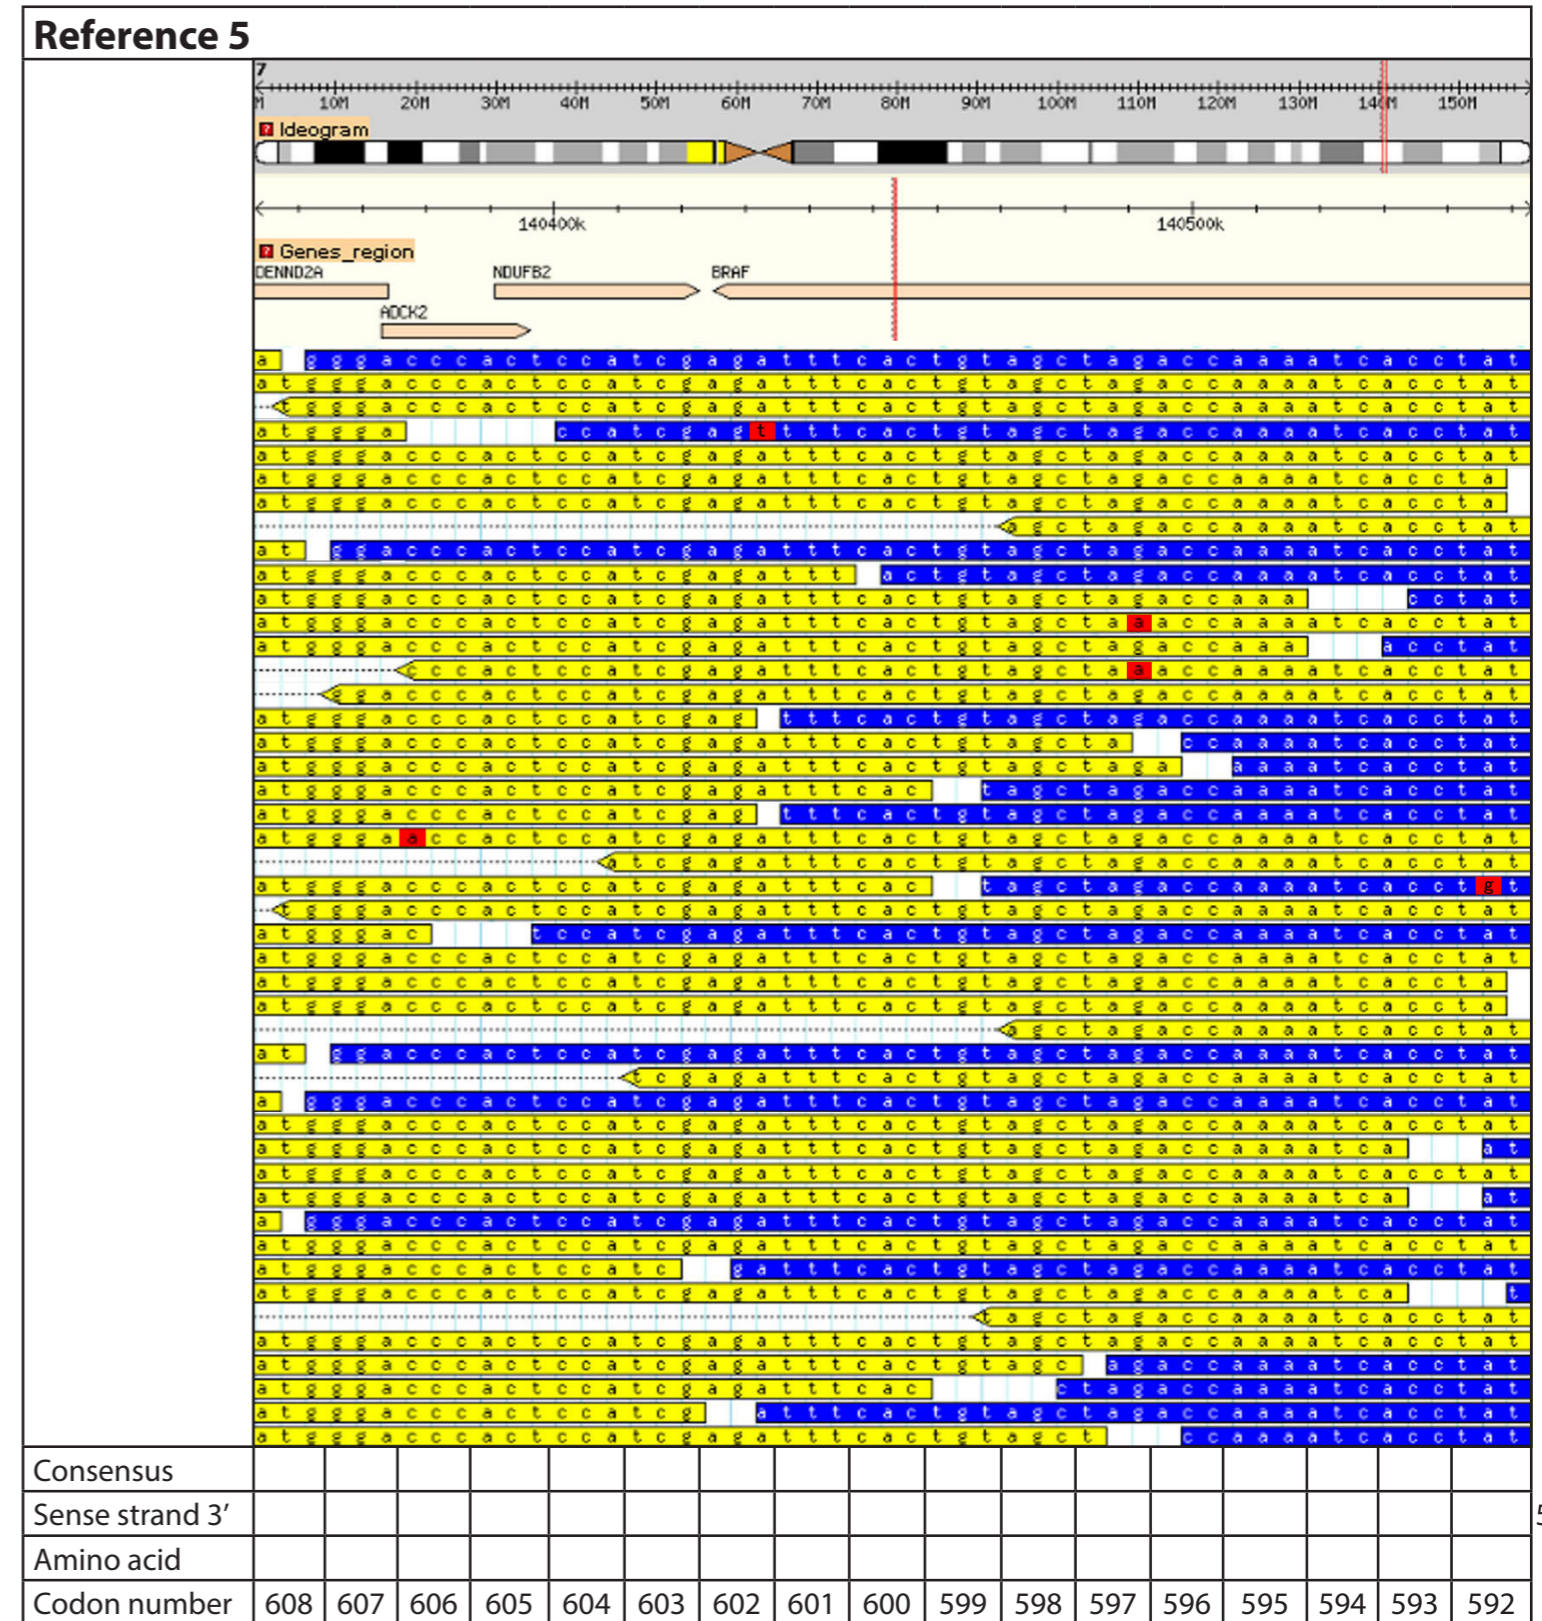 Reference 5
7
M 10M 20M 30M 40M 50M 60M 70M 80M 90M 100M 110M 120M 130M 140M 150M
? Ideogram
140400k 140500k
? Genes_region
DENND2A NDUFB2 BRAF
ADCK2
a g g g a c c c a c t c c a t c g a g a t t t c a c t g t a g c t a g a c c a a a a t c a c c t a t
a t g g g a c c c a c t c c a t c g a g a t t t c a c t g t a g c t a g a c c a a a a t c a c c t a t
t g g g a c c c a c t c c a t c g a g a t t t c a c t g t a g c t a g a c c a a a a t c a c c t a t
a t g g g a c c a t c g a g t t t t c a c t g t a g c t a g a c c a a a a t c a c c t a t
a t g g g a c c c a c t c c a t c g a g a t t t c a c t g t a g c t a g a c c a a a a t c a c c t a t
a t g g g a c c c a c t c c a t c g a g a t t t c a c t g t a g c t a g a c c a a a a t c a c c t a
a t g g g a c c c a c t c c a t c g a g a t t t c a c t g t a g c t a g a c c a a a a t c a c c t a
a g c t a g a c c a a a a t c a c c t a t
a t g g a c c c a c t c c a t c g a g a t t t c a c t g t a g c t a g a c c a a a a t c a c c t a t
a t g g g a c c c a c t c c a t c g a g a t t t a c t g t a g c t a g a c c a a a a t c a c c t a t
a t g g g a c c c a c t c c a t c g a g a t t t c a c t g t a g c t a g a c c a a a c c t a t
a t g g g a c c c a c t c c a t c g a g a t t t c a c t g t a g c t a a a c c a a a a t c a c c t a t
a t g g g a c c c a c t c c a t c g a g a t t t c a c t g t a g c t a g a c c a a a a c c t a t
c c c a c t c c a t c g a g a t t t c a c t g t a g c t a a a c c a a a a t c a c c t a t
g g a c c c a c t c c a t c g a g a t t t c a c t g t a g c t a g a c c a a a a t c a c c t a t
a t g g g a c c c a c t c c a t c g a g t t t c a c t g t a g c t a g a c c a a a a t c a c c t a t
a t g g g a c c c a c t c c a t c g a g a t t t c a c t g t a g c t a c c a a a a t c a c c t a t
a t g g g a c c c a c t c c a t c g a g a t t t c a c t g t a g c t a g a a a a a t c a c c t a t
a t g g g a c c c a c t c c a t c g a g a t t t c a c t a g c t a g a c c a a a a t c a c c t a t
a t g g g a c c c a c t c c a t c g a g t t t c a c t g t a g c t a g a c c a a a a t c a c c t a t
a t g g g a a c c a c t c c a t c g a g a t t t c a c t g t a g c t a g a c c a a a a t c a c c t a t
a t c g a g a t t t c a c t g t a g c t a g a c c a a a a t c a c c t a t
a t g g g a c c c a c t c c a t c g a g a t t t c a c t a g c t a g a c c a a a a t c a c c t g t
t g g g a c c c a c t c c a t c g a g a t t t c a c t g t a g c t a g a c c a a a a t c a c c t a t
a t g g g a c t c c a t c g a g a t t t c a c t g t a g c t a g a c c a a a a t c a c c t a t
a t g g g a c c c a c t c c a t c g a g a t t t c a c t g t a g c t a g a c c a a a a t c a c c t a t
a t g g g a c c c a c t c c a t c g a g a t t t c a c t g t a g c t a g a c c a a a a t c a c c t a
a t g g g a c c c a c t c c a t c g a g a t t t c a c t g t a g c t a g a c c a a a a t c a c c t a
a g c t a g a c c a a a a t c a c c t a t
a t g g a c c c a c t c c a t c g a g a t t t c a c t g t a g c t a g a c c a a a a t c a c c t a t
t c g a g a t t t c a c t g t a g c t a g a c c a a a a t c a c c t a t
a g g g a c c c a c t c c a t c g a g a t t t c a c t g t a g c t a g a c c a a a a t c a c c t a t
a t g g g a c c c a c t c c a t c g a g a t t t c a c t g t a g c t a g a c c a a a a t c a c c t a t
a t g g g a c c c a c t c c a t c g a g a t t t c a c t g t a g c t a g a c c a a a a t c a a t
a t g g g a c c c a c t c c a t c g a g a t t t c a c t g t a g c t a g a c c a a a a t c a c c t a t
a t g g g a c c c a c t c c a t c g a g a t t t c a c t g t a g c t a g a c c a a a a t c a a t
a g g g a c c c a c t c c a t c g a g a t t t c a c t g t a g c t a g a c c a a a a t c a c c t a t
a t g g g a c c c a c t c c a t c g a g a t t t c a c t g t a g c t a g a c c a a a a t c a c c t a t
a t g g g a c c c a c t c c a t c g a t t t c a c t g t a g c t a g a c c a a a a t c a c c t a t
a t g g g a c c c a c t c c a t c g a g a t t t c a c t g t a g c t a g a c c a a a a t c a t
t a g c t a g a c c a a a a t c a c c t a t
a t g g g a c c c a c t c c a t c g a g a t t t c a c t g t a g c t a g a c c a a a a t c a c c t a t
a t g g g a c c c a c t c c a t c g a g a t t t c a c t g t a g c a g a c c a a a a t c a c c t a t
a t g g g a c c c a c t c c a t c g a g a t t t c a c c t a g a c c a a a a t c a c c t a t
a t g g g a c c c a c t c c a t c g a t t t c a c t g t a g c t a g a c c a a a a t c a c c t a t
a t g g g a c c c a c t c c a t c g a g a t t t c a c t g t a g c t c c a a a a t c a c c t a t
Consensus
Sense strand 3′
Amino acid
Codon number 608 607 606 605 604 603 602 601 600 599 598 597 596 595 594 593 592